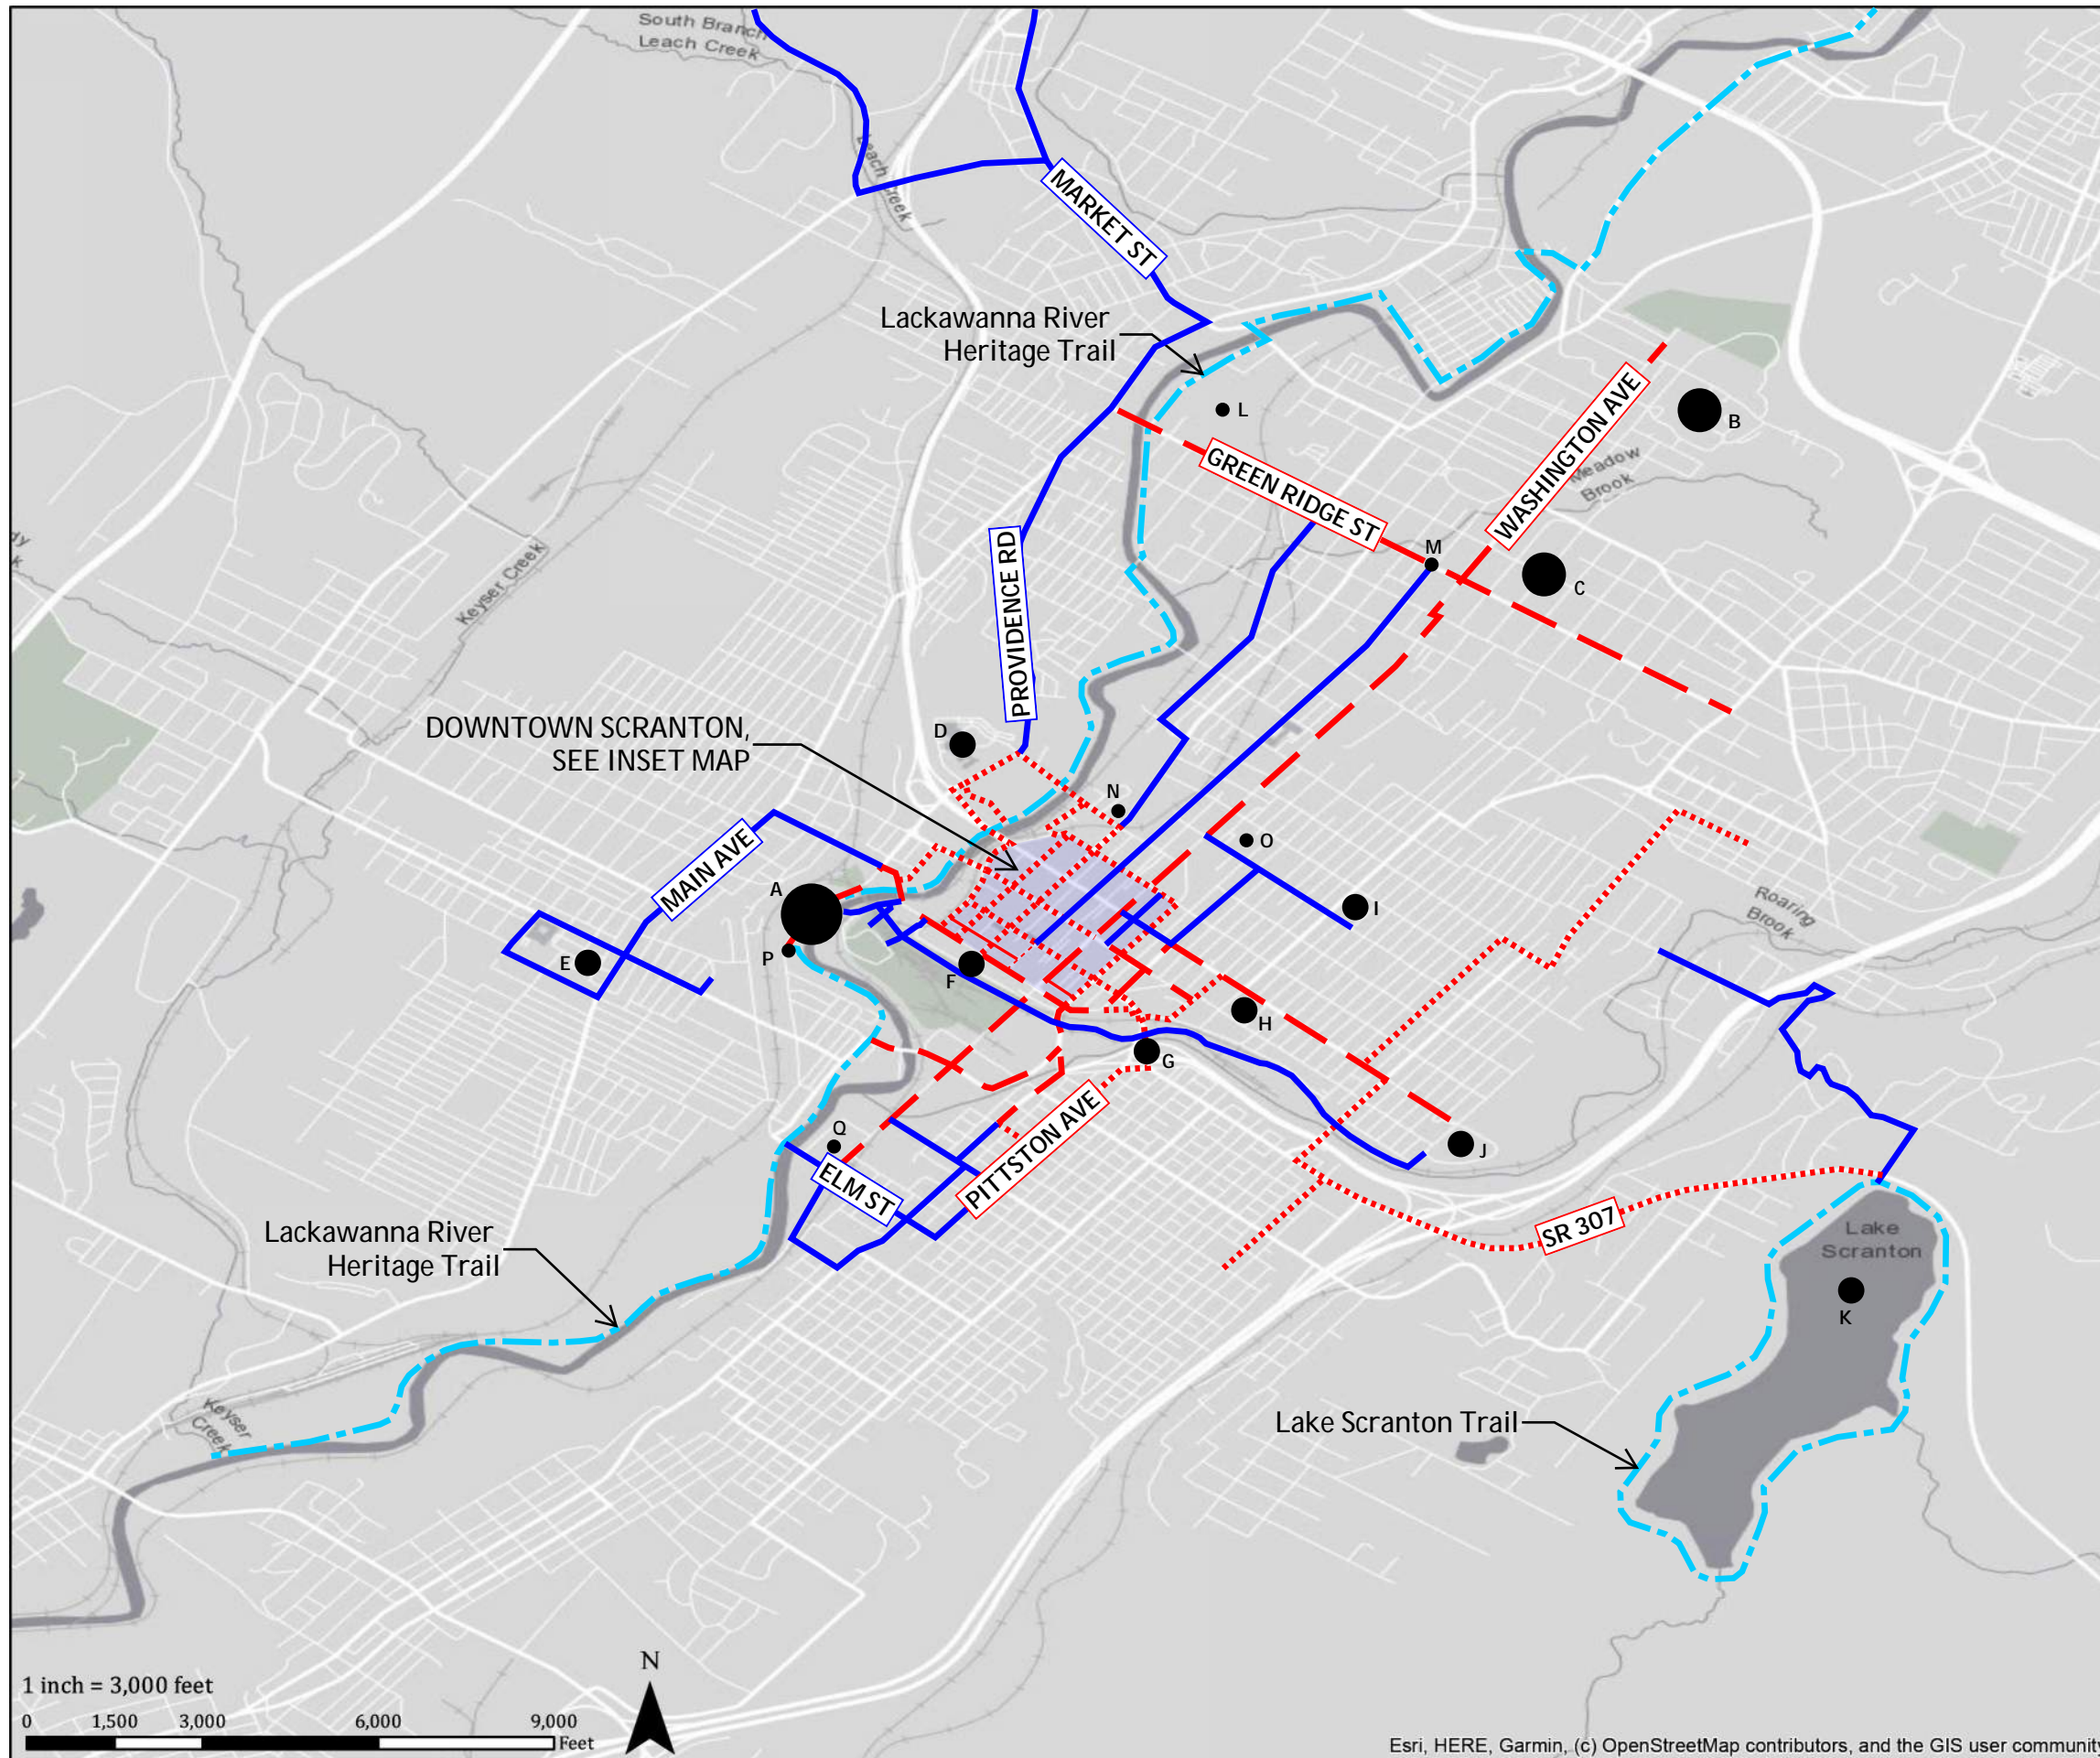 South Branch
Leach Creek
Leach Creek
MARKET ST
Lackawanna River
Heritage Trail
L
B
GREEN RIDGE ST
WASHINGTON AVE
Meadow
Brook
PROVIDENCE RD
M
C
Keyser Creek
DOWNTOWN SCRANTON,
SEE INSET MAP
D
N
O
MAIN AVE
A
I
Roaring
Brook
P
E
F
H
G
PITTSTON AVE
Q
J
ELM ST
SR 307
Lackawanna River
Heritage Trail
Lake
Scranton
K
Keyser
Creek
Lake Scranton Trail
N
1 inch = 3,000 feet
0 1,500 3,000 6,000 9,000
Feet
Esri, HERE, Garmin, (c) OpenStreetMap contributors, and the GIS user communit